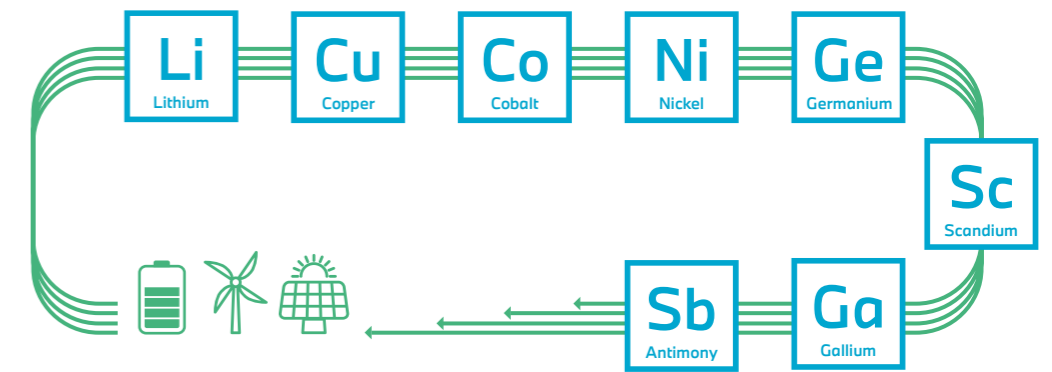 Li
Lithium
Cu
Copper
Co
Cobalt
Ni
Nickel
Ge
Germanium
Sc
Scandium
Sb
Antimony
Ga
Gallium